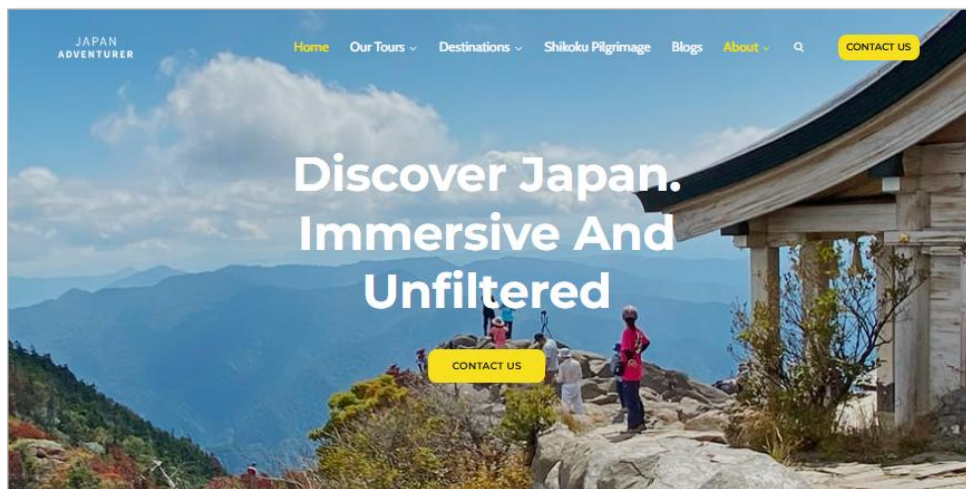 JAPAN
ADVENTURER
Home Our Tours Destinations Shikoku Pilgrimage Blogs About CONTACT US
Discover Japan.
Immersive And
Unfiltered
CONTACT US